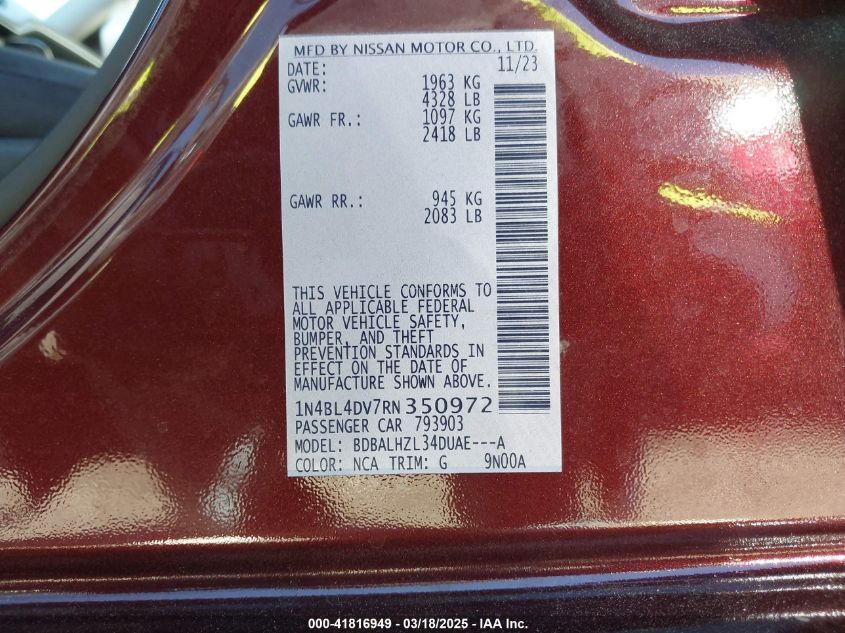 MFD BY NISSAN MOTOR CO., LTD.
DATE: 11/23
GVWR: 1963 KG
4328 LB
GAWR FR.: 1097 KG
2418 LB
GAWR RR.: 945 KG
2083 LB
THIS VEHICLE CONFORMS TO
ALL APPLICABLE FEDERAL
MOTOR VEHICLE SAFETY,
BUMPER, AND THEFT
PREVENTION STANDARDS IN
EFFECT ON THE DATE OF
MANUFACTURE SHOWN ABOVE.
1N4BL4DV7RN350972
PASSENGER CAR 793903
MODEL: BDBALHZL34DUAE---A
COLOR: NCA TRIM: G 9N00A
000-41816949 - 03/18/2025 - IAA Inc.